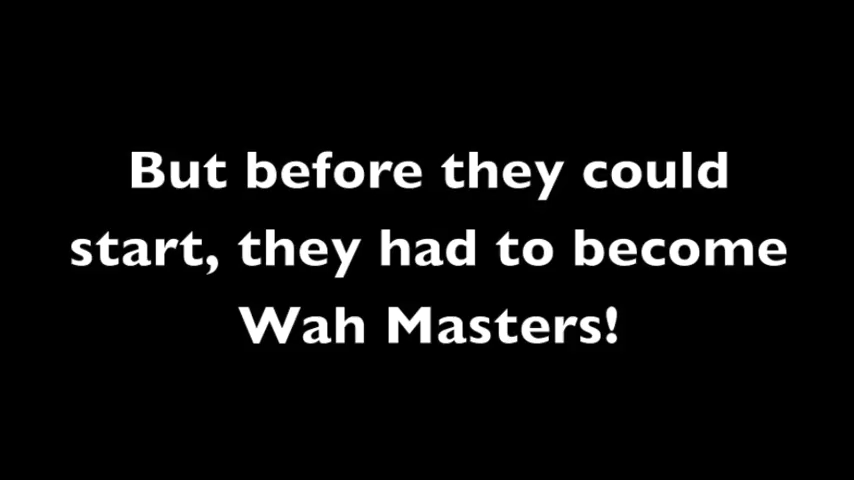 But before they could
start, they had to become
Wah Masters!